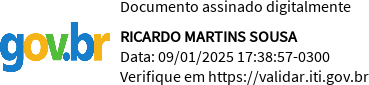 Documento assinado digitalmente
gov.br
RICARDO MARTINS SOUSA
Data: 09/01/2025 17:38:57-0300
Verifique em https://validar.iti.gov.br